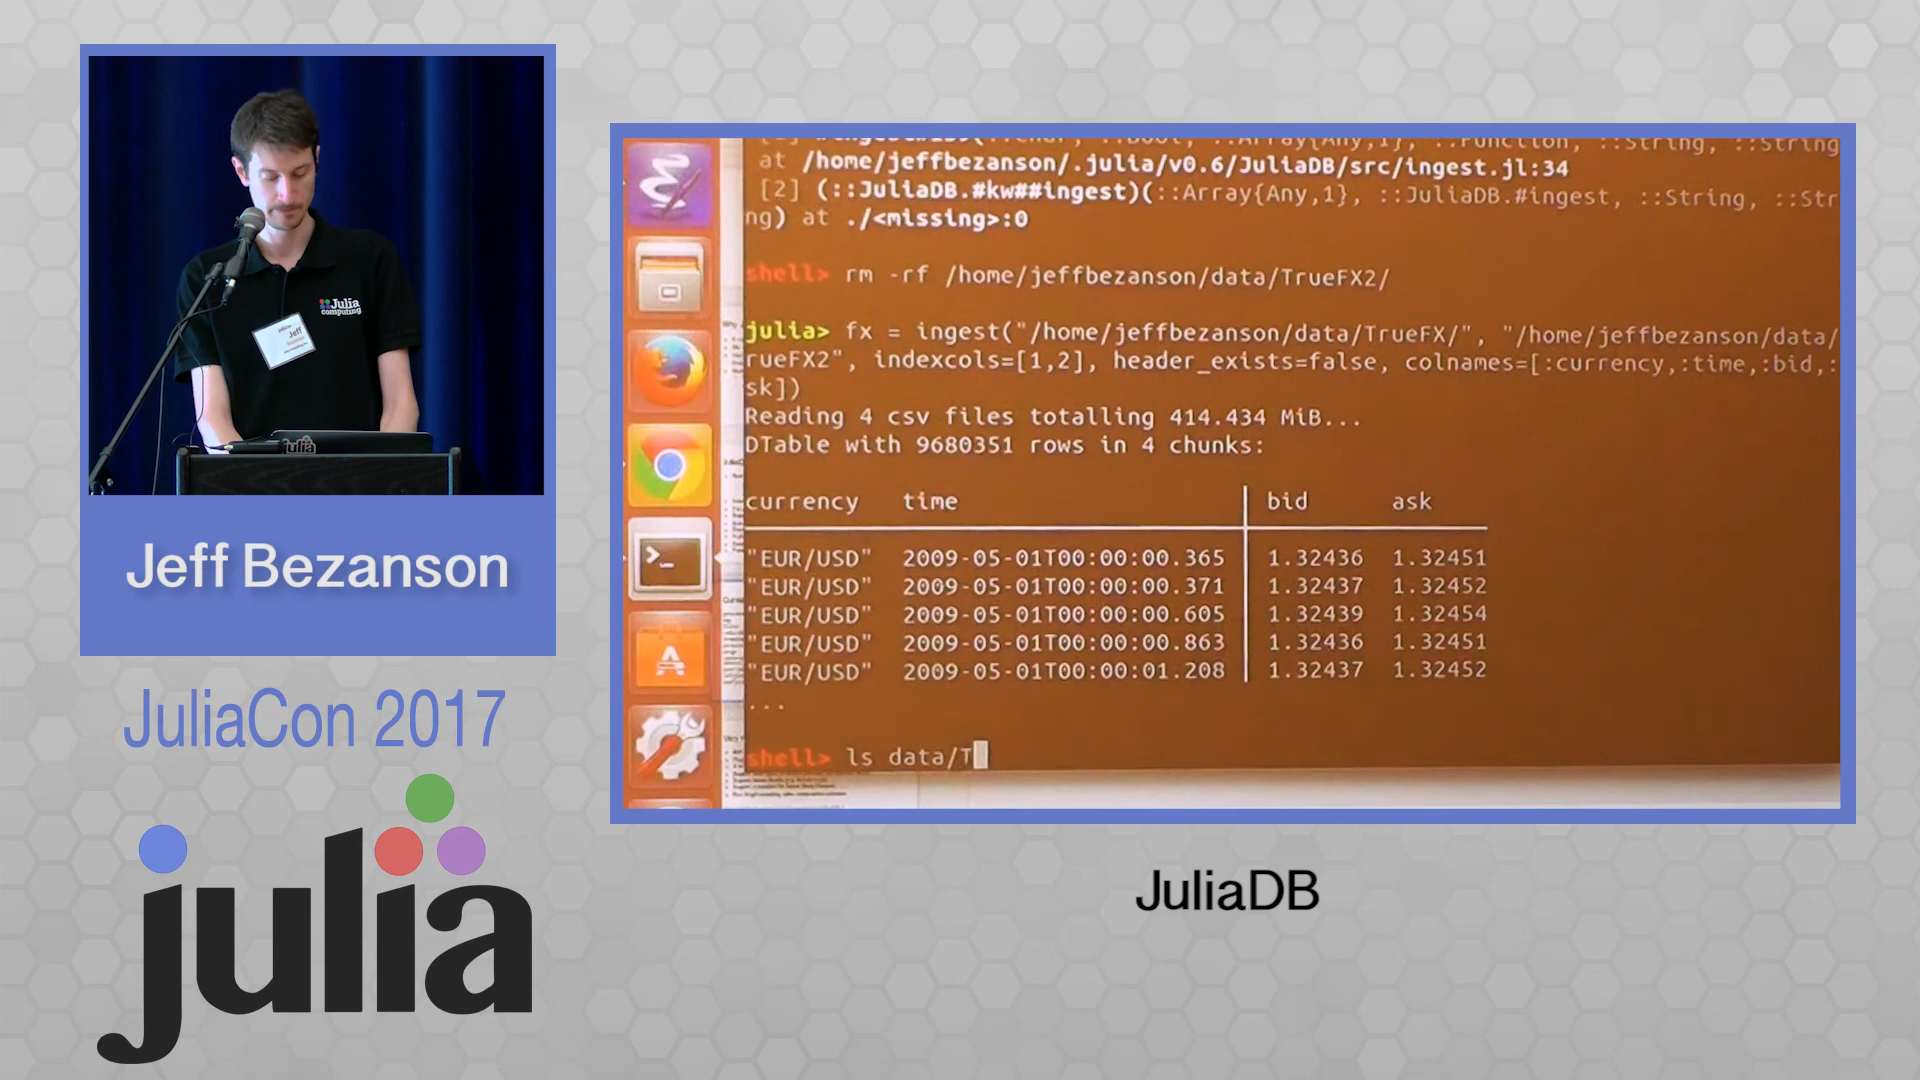 Jeff
Julia
computing
julia
Jeff Bezanson
JuliaCon 2017
julia
at /home/jeffbezanson/.julia/v0.6/JuliaDB/src/ingest.jl:34
[2] (::JuliaDB.#kw##ingest)(::Array{Any,1}, ::JuliaDB.#ingest, ::String, ::Str
ng) at ./<missing>:0
shell> rm -rf /home/jeffbezanson/data/TrueFX2/
julia> fx = ingest("/home/jeffbezanson/data/TrueFX/", "/home/jeffbezanson/data/
rueFX2", indexcols=[1,2], header_exists=false, colnames=[:currency,:time,:bid,:
sk])
Reading 4 csv files totalling 414.434 MiB...
DTable with 9680351 rows in 4 chunks:
currency time bid ask
"EUR/USD" 2009-05-01T00:00:00.365 1.32436 1.32451
"EUR/USD" 2009-05-01T00:00:00.371 1.32437 1.32452
"EUR/USD" 2009-05-01T00:00:00.605 1.32439 1.32454
"EUR/USD" 2009-05-01T00:00:00.863 1.32436 1.32451
"EUR/USD" 2009-05-01T00:00:01.208 1.32437 1.32452
...
shell> ls data/T
JuliaDB